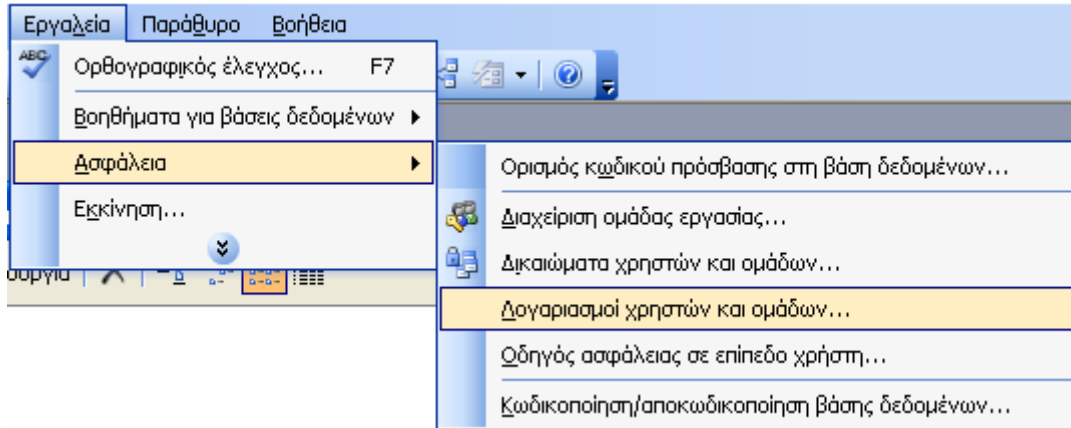 Εργαλεία Παράθυρο Βοήθεια
ABC
Ορθογραφικός έλεγχος... F7
Βοηθήματα για βάσεις δεδομένων
Ασφάλεια
Εκκίνηση...
Ορισμός κωδικού πρόσβασης στη βάση δεδομένων...
Διαχείριση ομάδας εργασίας...
Δικαιώματα χρηστών και ομάδων...
Λογαριασμοί χρηστών και ομάδων...
Οδηγός ασφάλειας σε επίπεδο χρήστη...
Κωδικοποίηση/αποκωδικοποίηση βάσης δεδομένων...